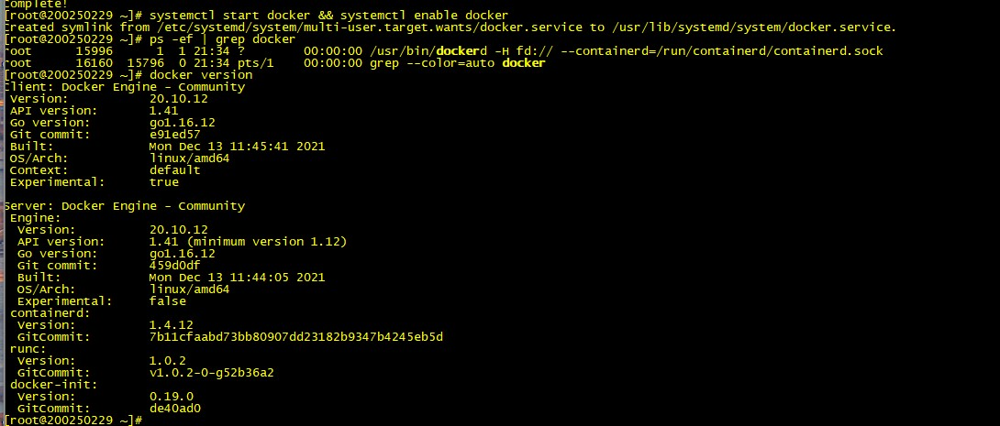 Complete!
[root@200250229 ~]# systemctl start docker && systemctl enable docker
Created symlink from /etc/systemd/system/multi-user.target.wants/docker.service to /usr/lib/systemd/system/docker.service.
[root@200250229 ~]# ps -ef | grep docker
root      15996      1  1 21:34 ?        00:00:00 /usr/bin/dockerd -H fd:// --containerd=/run/containerd/containerd.sock
root      16160  15796  0 21:34 pts/1    00:00:00 grep --color=auto docker
[root@200250229 ~]# docker version
Client: Docker Engine - Community
 Version:           20.10.12
 API version:       1.41
 Go version:        go1.16.12
 Git commit:        e91ed57
 Built:             Mon Dec 13 11:45:41 2021
 OS/Arch:           linux/amd64
 Context:           default
 Experimental:      true

Server: Docker Engine - Community
 Engine:
  Version:          20.10.12
  API version:      1.41 (minimum version 1.12)
  Go version:       go1.16.12
  Git commit:       459d0df
  Built:            Mon Dec 13 11:44:05 2021
  OS/Arch:          linux/amd64
  Experimental:     false
 containerd:
  Version:          1.4.12
  GitCommit:        7b11cfaabd73bb80907dd23182b9347b4245eb5d
 runc:
  Version:          1.0.2
  GitCommit:        v1.0.2-0-g52b36a2
 docker-init:
  Version:          0.19.0
  GitCommit:        de40ad0
[root@200250229 ~]#